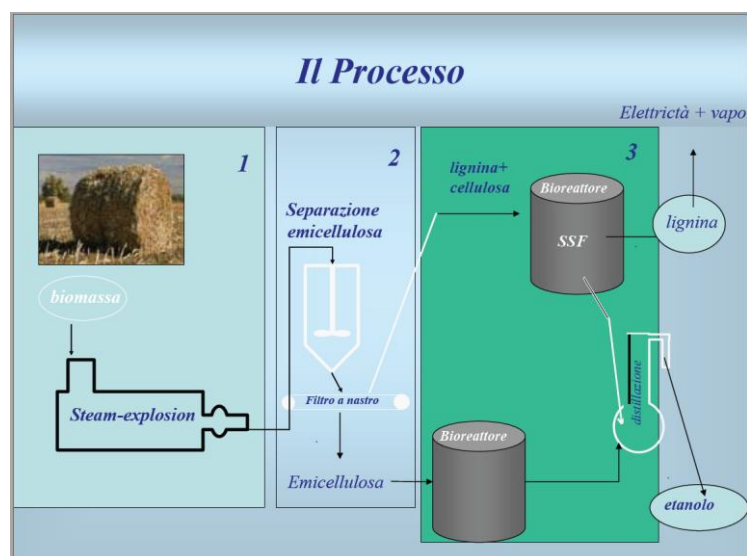 Il Processo
Elettrictà + vapo
1
2
3
lignina+
cellulosa
Bioreattore
SSF
lignina
Separazione
emicellulosa
biomassa
Steam-explosion
Filtro a nastro
distillazione
Bioreattore
Emicellulosa
etanolo